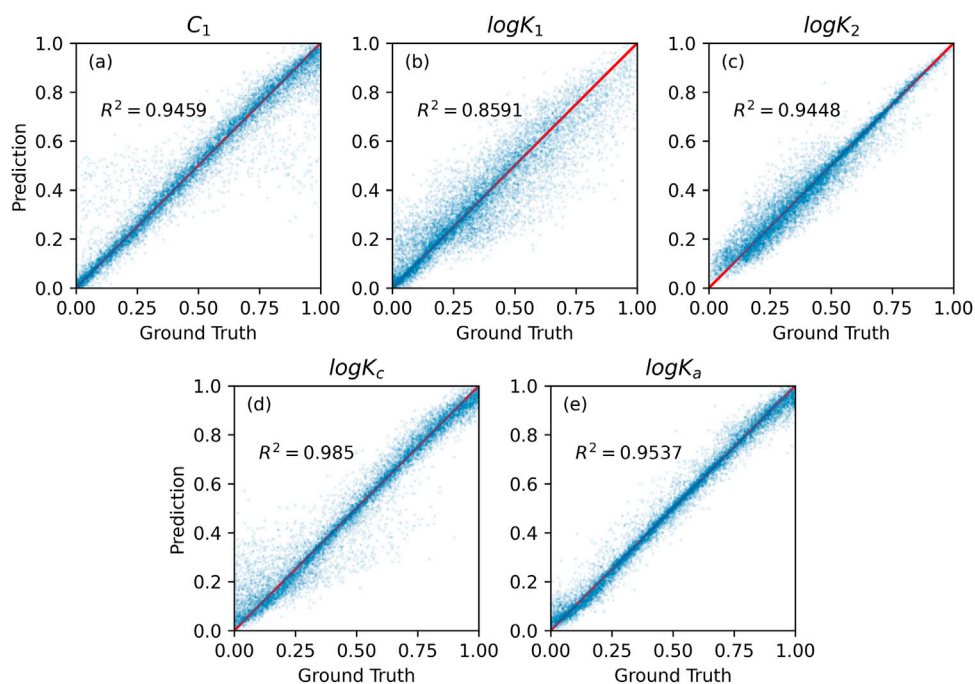 C₁
logK₁
logK₂
1.0
0.8
0.6
0.4
0.2
0.0
Prediction
(a)
R² = 0.9459
0.00 0.25 0.50 0.75 1.00
Ground Truth
1.0
0.8
0.6
0.4
0.2
0.0
(b)
R² = 0.8591
0.00 0.25 0.50 0.75 1.00
Ground Truth
1.0
0.8
0.6
0.4
0.2
0.0
(c)
R² = 0.9448
0.00 0.25 0.50 0.75 1.00
Ground Truth
logK_c
logK_a
1.0
0.8
0.6
0.4
0.2
0.0
Prediction
(d)
R² = 0.985
0.00 0.25 0.50 0.75 1.00
Ground Truth
1.0
0.8
0.6
0.4
0.2
0.0
(e)
R² = 0.9537
0.00 0.25 0.50 0.75 1.00
Ground Truth